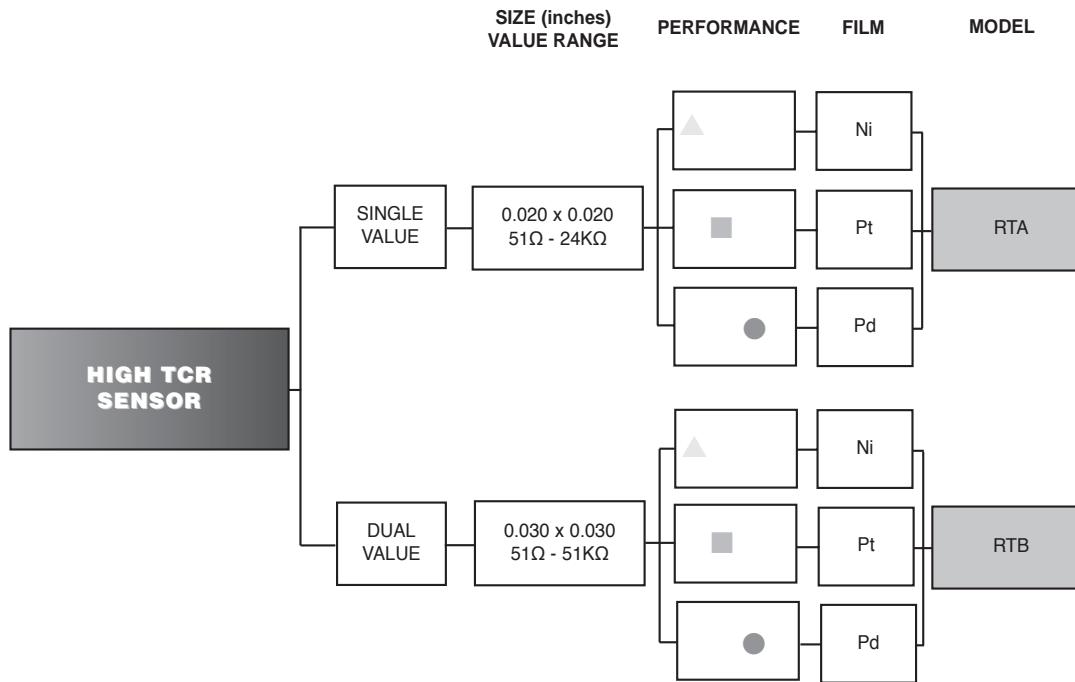 SIZE (inches)
VALUE RANGE
PERFORMANCE
FILM
MODEL
HIGH TCR
SENSOR
SINGLE
VALUE
0.020 x 0.020
51Ω - 24KΩ
Ni
Pt
Pd
RTA
DUAL
VALUE
0.030 x 0.030
51Ω - 51KΩ
Ni
Pt
Pd
RTB